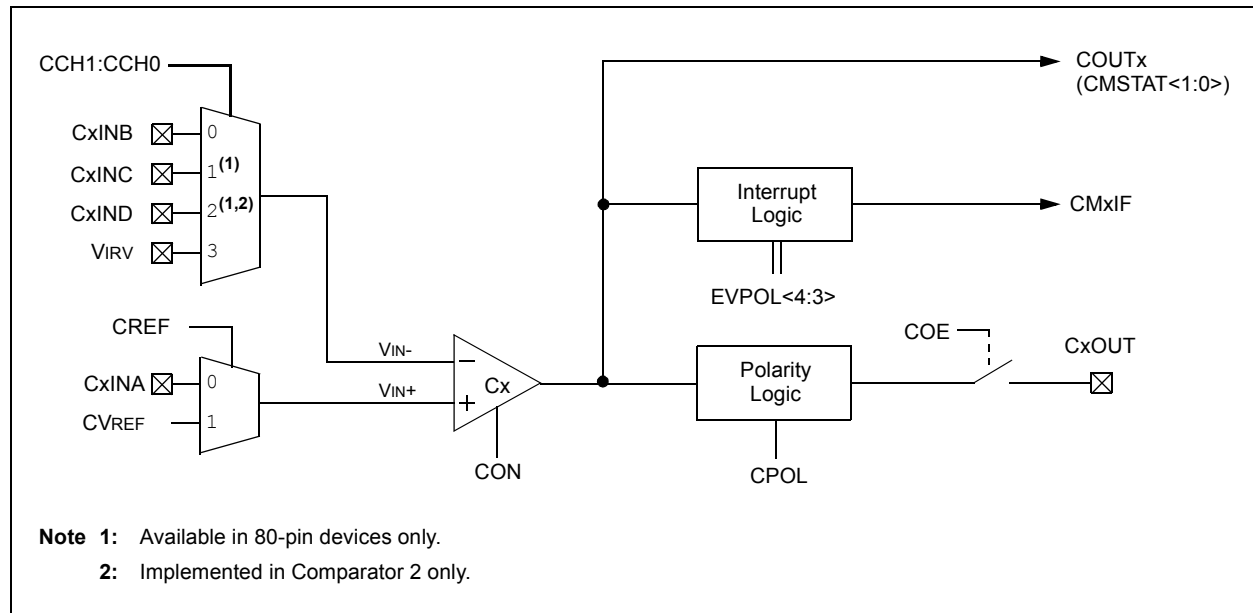 CCH1:CCH0
COUTx
(CMSTAT<1:0>)
CxINB 0
CxINC 1(1)
CxIND 2(1,2)
VIRV 3
Interrupt
Logic
CMxIF
EVPOL<4:3>
CREF
CxINA 0
CVREF 1
VIN-
VIN+
−
+
Cx
CON
Polarity
Logic
CPOL
COE
CxOUT
Note 1: Available in 80-pin devices only.
2: Implemented in Comparator 2 only.